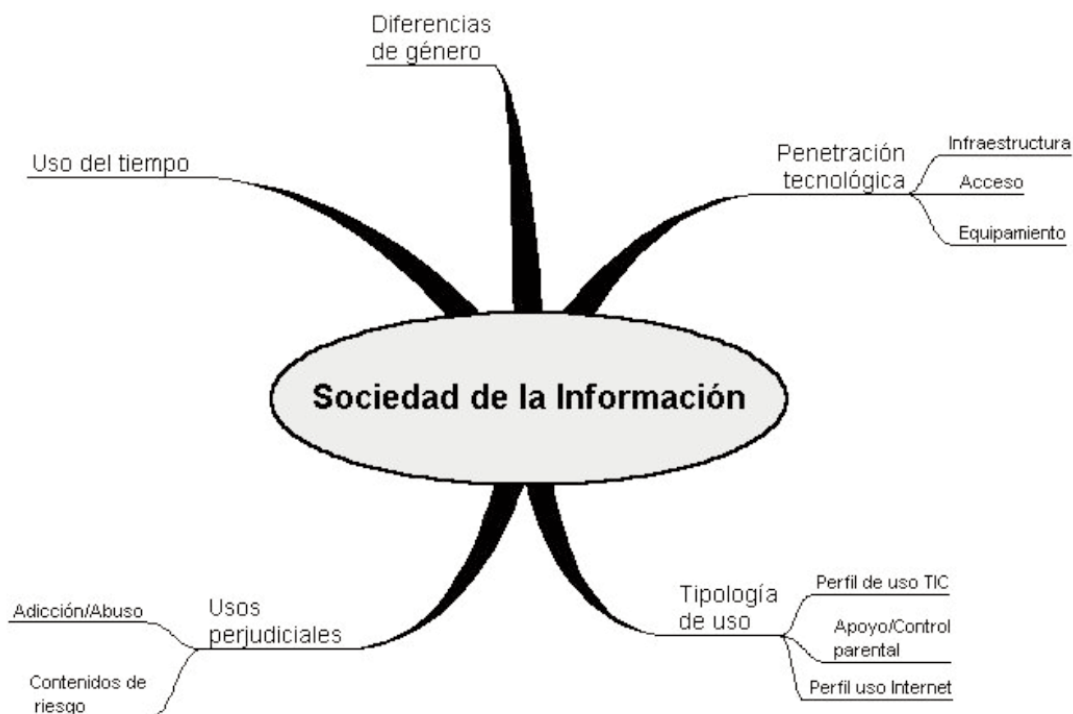 Diferencias
de género
Uso del tiempo
Penetración
tecnológica
Infraestructura
Acceso
Equipamiento
Sociedad de la Información
Usos
perjudiciales
Adicción/Abuso
Contenidos de
riesgo
Tipología
de uso
Perfil de uso TIC
Apoyo/Control
parental
Perfil uso Internet